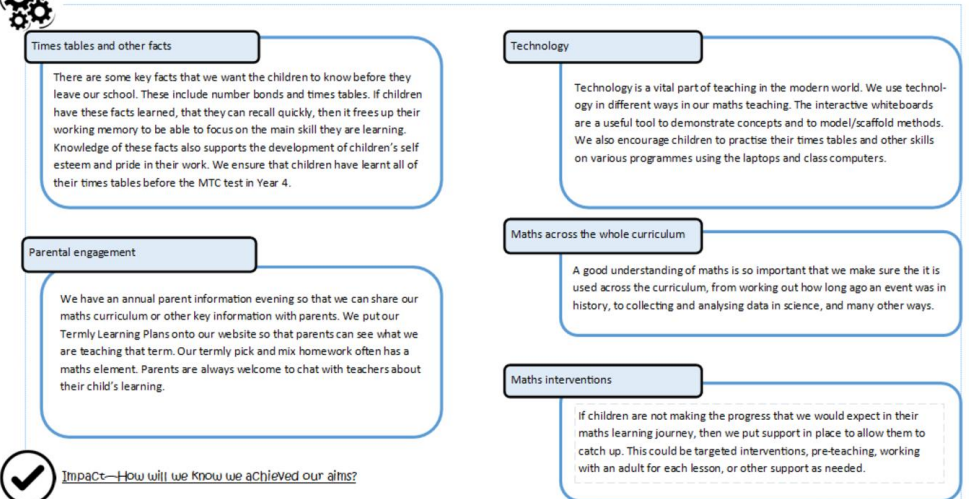 Times tables and other facts
There are some key facts that we want the children to know before they
leave our school. These include number bonds and times tables. If children
have these facts learned, that they can recall quickly, then it frees up their
working memory to be able to focus on the main skill they are learning.
Knowledge of these facts also supports the development of children's self
esteem and pride in their work. We ensure that children have learnt all of
their times tables before the MTC test in Year 4.
Parental engagement
We have an annual parent information evening so that we can share our
maths curriculum or other key information with parents. We put our
Termly Learning Plans onto our website so that parents can see what we
are teaching that term. Our termly pick and mix homework often has a
maths element. Parents are always welcome to chat with teachers about
their child's learning.
Technology
Technology is a vital part of teaching in the modern world. We use technol-
ogy in different ways in our maths teaching. The interactive whiteboards
are a useful tool to demonstrate concepts and to model/scaffold methods.
We also encourage children to practise their times tables and other skills
on various programmes using the laptops and class computers.
Maths across the whole curriculum
A good understanding of maths is so important that we make sure the it is
used across the curriculum, from working out how long ago an event was in
history, to collecting and analysing data in science, and many other ways.
Maths interventions
If children are not making the progress that we would expect in their
maths learning journey, then we put support in place to allow them to
catch up. This could be targeted interventions, pre-teaching, working
with an adult for each lesson, or other support as needed.
Impact—How will we know we achieved our aims?